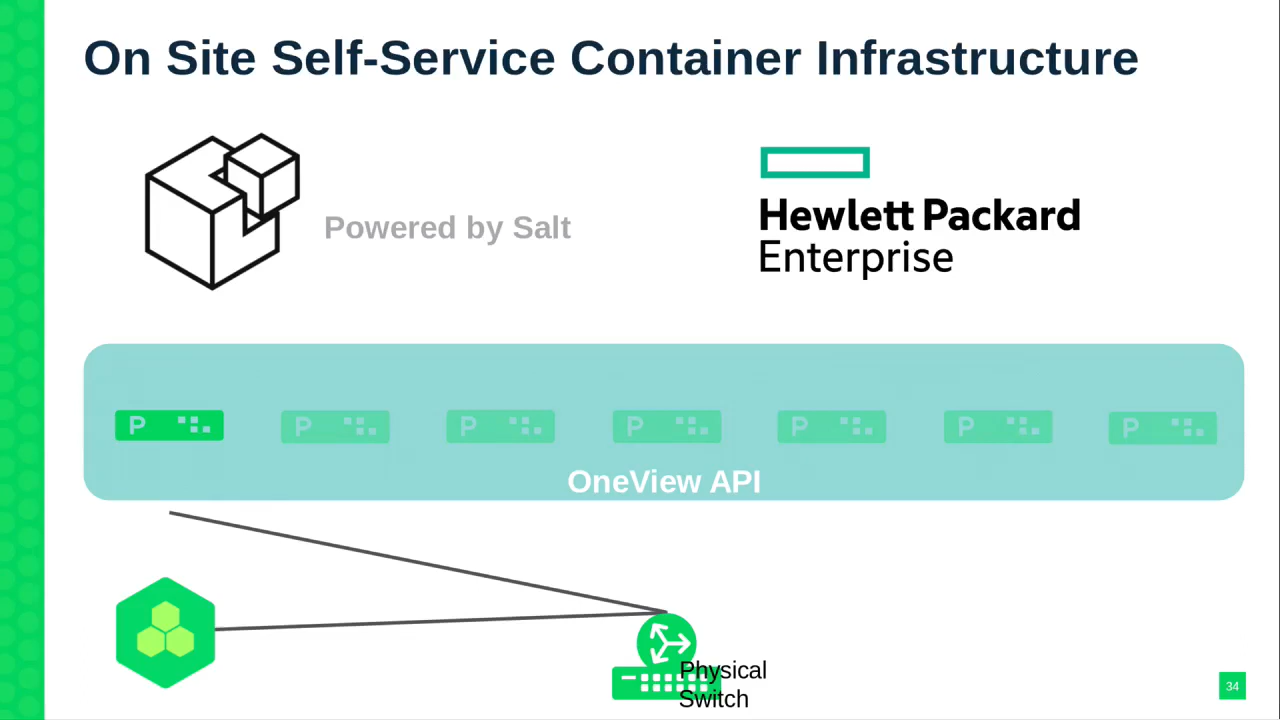 On Site Self-Service Container Infrastructure
Powered by Salt
Hewlett Packard
Enterprise
P
P
P
P
P
P
P
OneView API
Physical
Switch
34